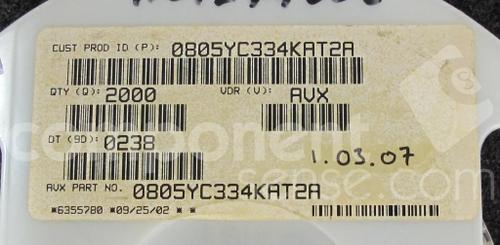 CUST PROD ID (P): 0805YC334KAT2A
QTY (Q): 2000 VDR (V): AVX
DT (9D): 0238
1.03.07
AVX PART NO. 0805YC334KAT2A
*6355780 *09/25/02 * *
component
sense.com